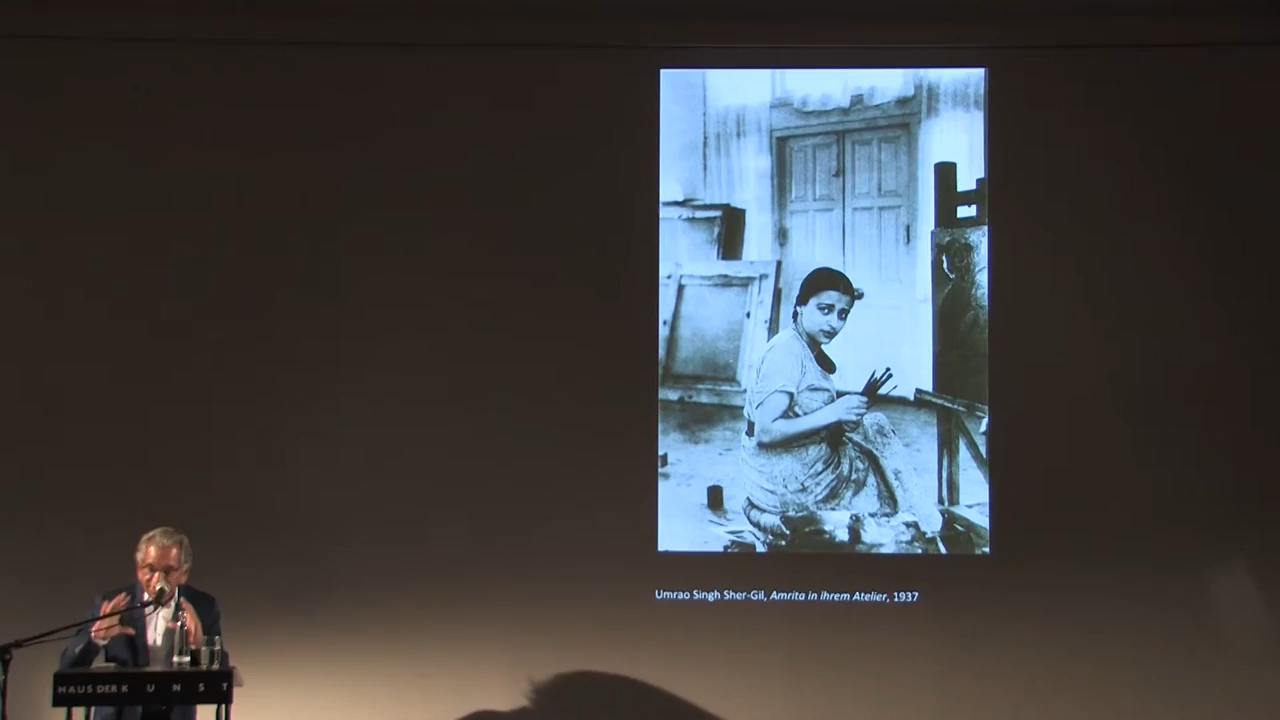 Umrao Singh Sher-Gil, Amrita in ihrem Atelier, 1937
HAUS DER K U N S T